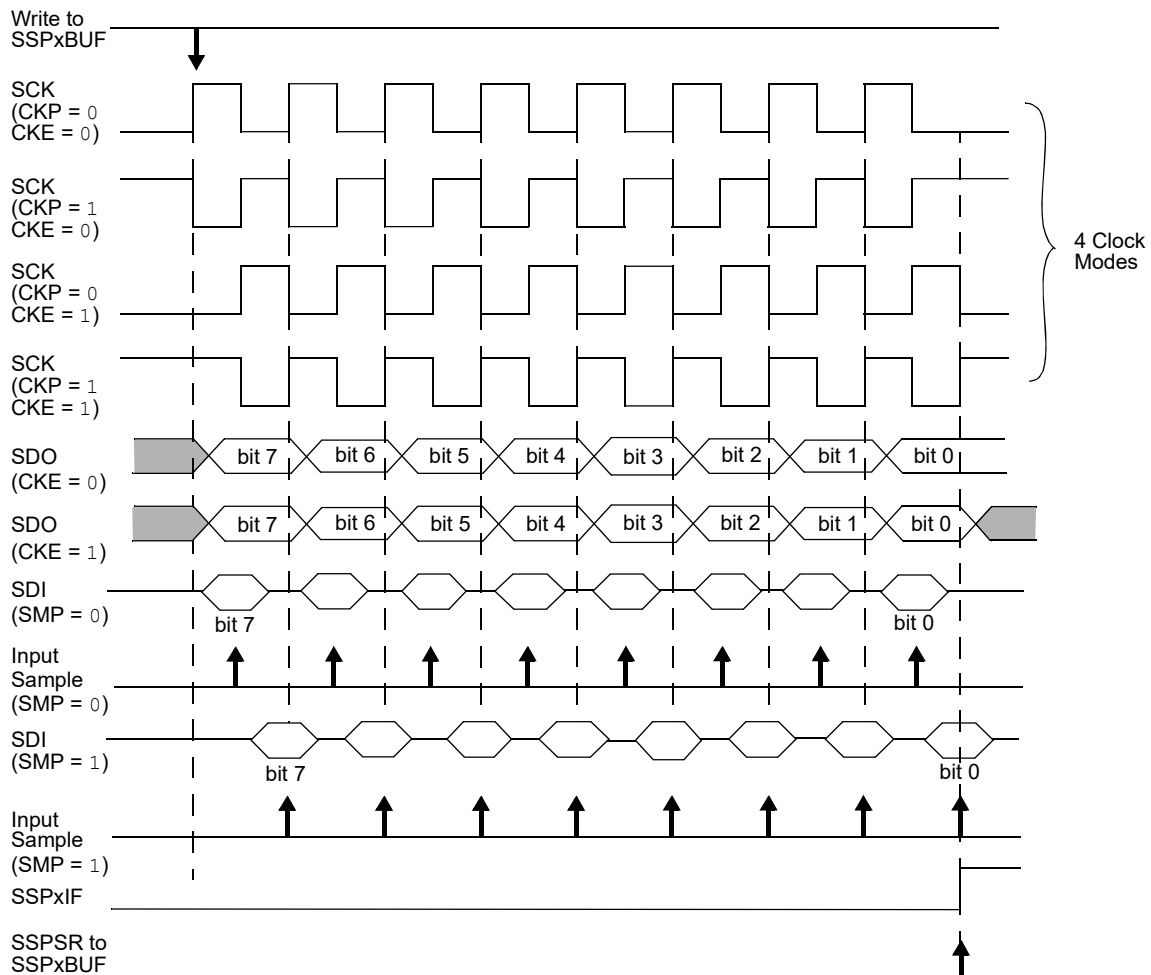 Write to
SSPxBUF
SCK
(CKP = 0
CKE = 0)
SCK
(CKP = 1
CKE = 0)
SCK
(CKP = 0
CKE = 1)
SCK
(CKP = 1
CKE = 1)
4 Clock
Modes
SDO
(CKE = 0)
bit 7 bit 6 bit 5 bit 4 bit 3 bit 2 bit 1 bit 0
SDO
(CKE = 1)
bit 7 bit 6 bit 5 bit 4 bit 3 bit 2 bit 1 bit 0
SDI
(SMP = 0)
bit 7 bit 0
Input
Sample
(SMP = 0)
SDI
(SMP = 1)
bit 7 bit 0
Input
Sample
(SMP = 1)
SSPxIF
SSPSR to
SSPxBUF